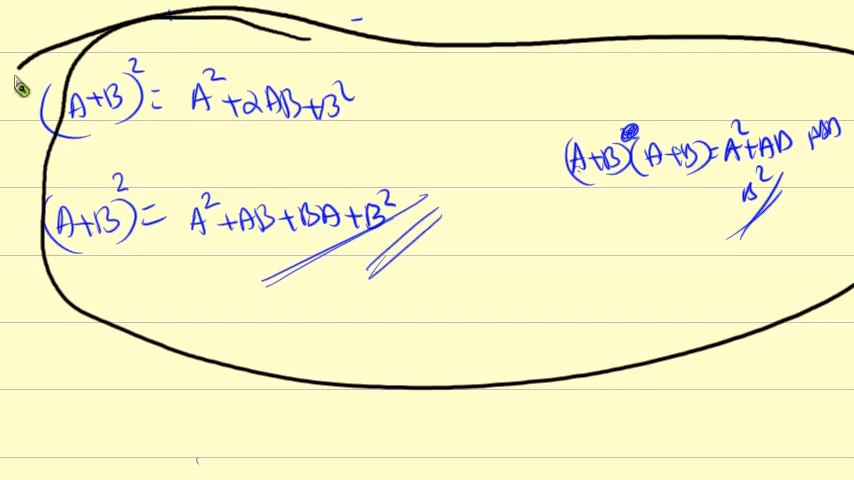 (A+B)² = A² + 2AB + B²
(A+B)² = A² + AB + BA + B²
(A+B) (A+B) = A² + AB
B²